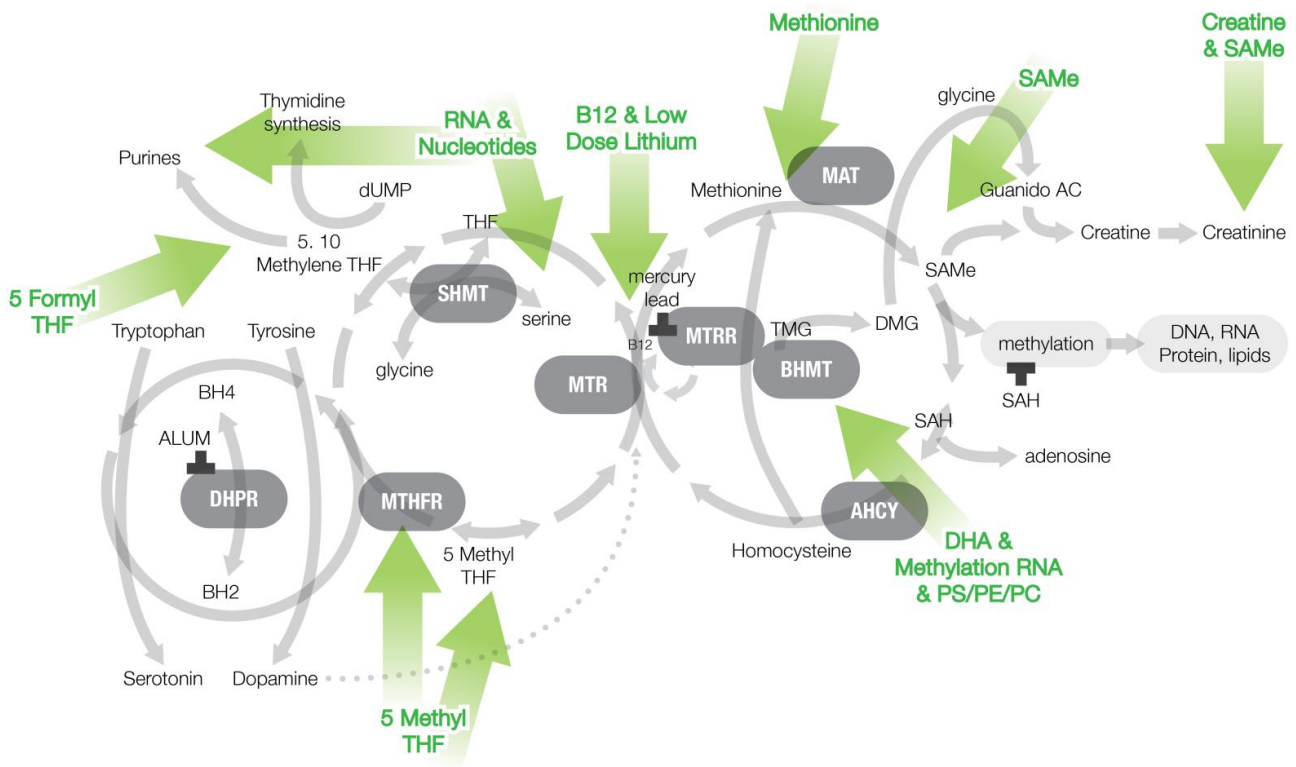 Methionine
Creatine
& SAMe
SAMe
glycine
Thymidine
synthesis
RNA &
Nucleotides
B12 & Low
Dose Lithium
Purines
dUMP
Methionine
MAT
Guanido AC
THF
5. 10
Methylene THF
Creatine
Creatinine
SAMe
5 Formyl
THF
SHMT
mercury
lead
serine
Tryptophan
Tyrosine
B12
MTRR
TMG
DMG
methylation
DNA, RNA
Protein, lipids
glycine
MTR
BHMT
BH4
SAH
SAH
ALUM
adenosine
DHPR
MTHFR
AHCY
5 Methyl
THF
Homocysteine
DHA &
Methylation RNA
& PS/PE/PC
BH2
Serotonin
Dopamine
5 Methyl
THF